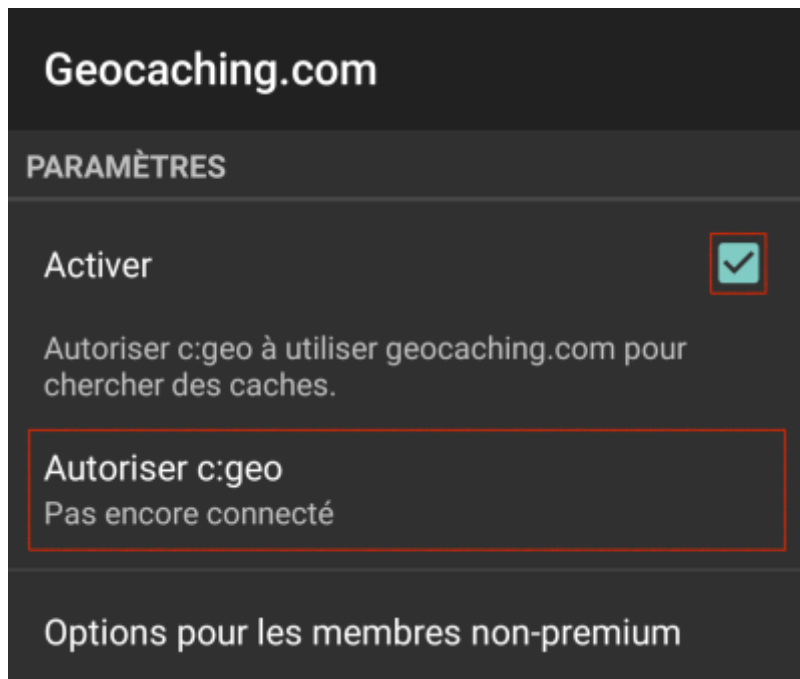 Geocaching.com
PARAMÈTRES
Activer
Autoriser c:geo à utiliser geocaching.com pour
chercher des caches.
Autoriser c:geo
Pas encore connecté
Options pour les membres non-premium